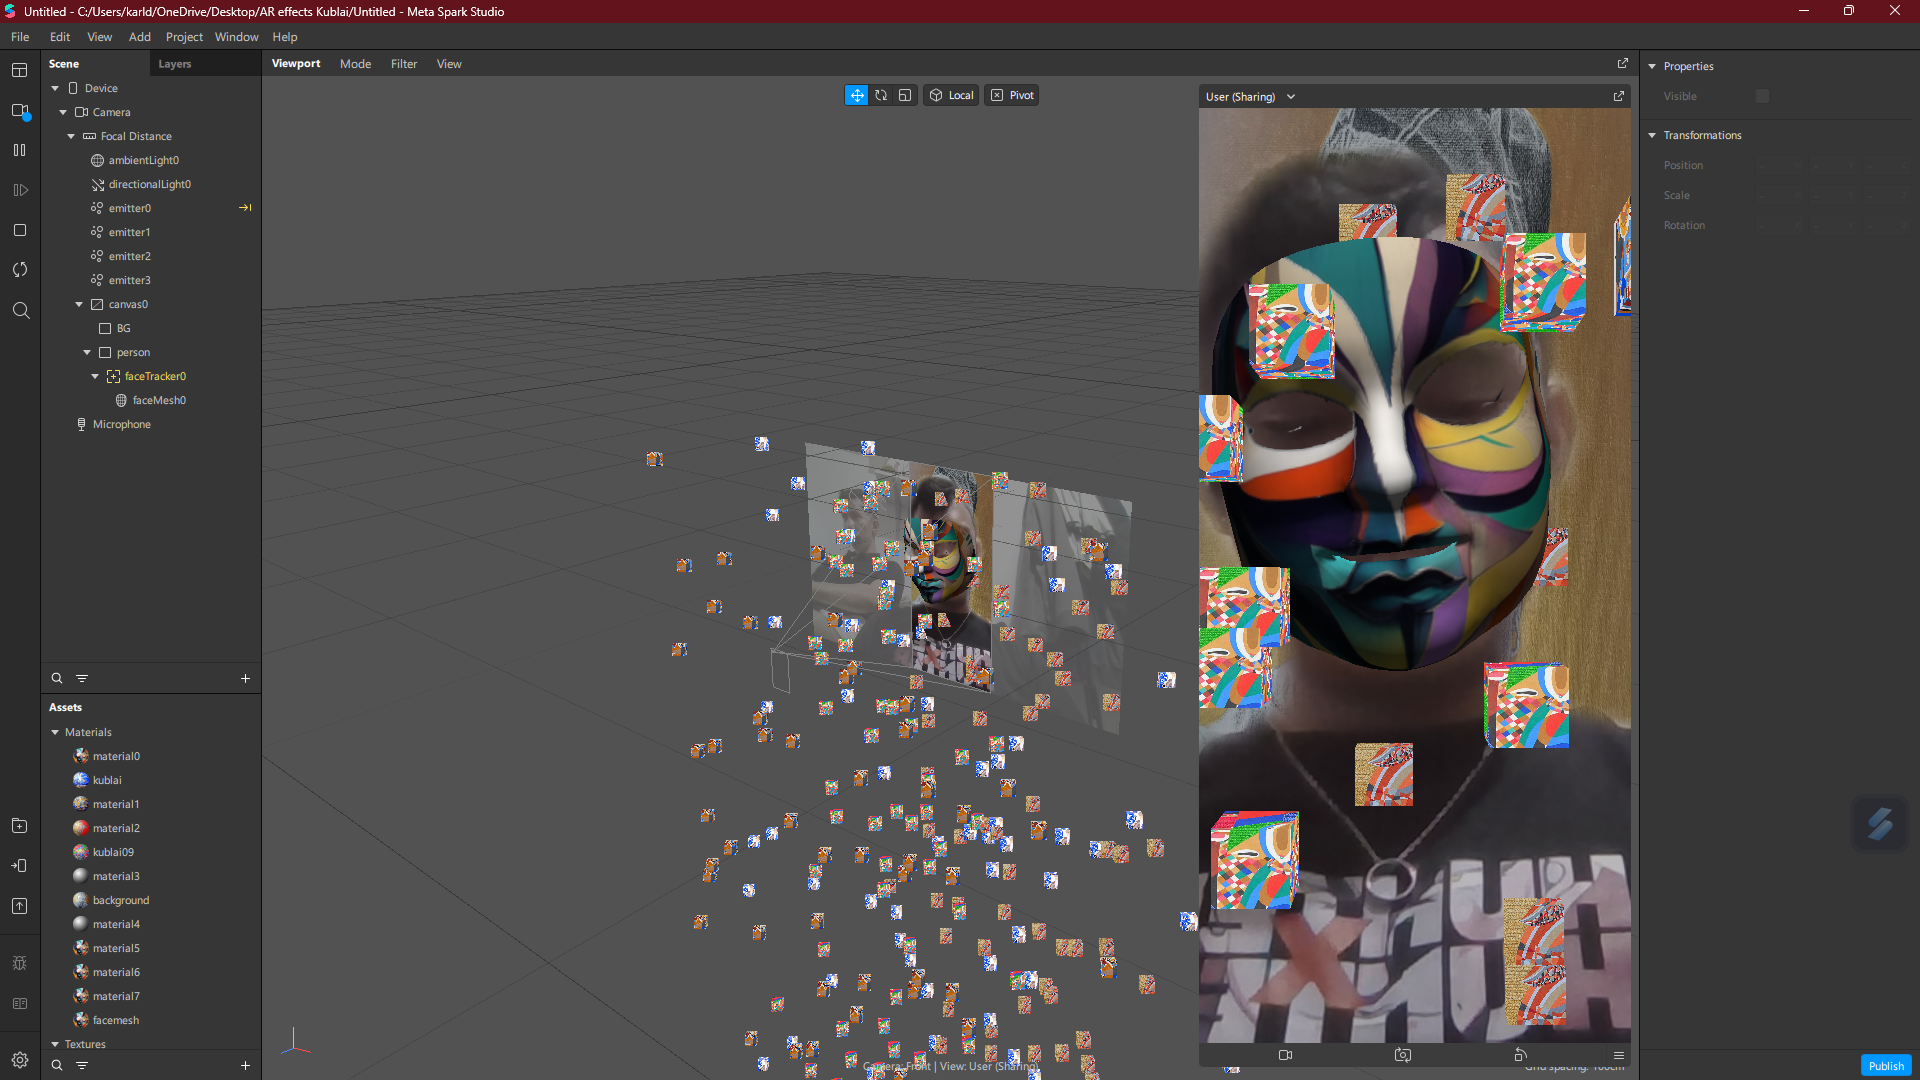 Untitled - C:/Users/karld/OneDrive/Desktop/AR effects Kublai/Untitled - Meta Spark Studio
File Edit View Add Project Window Help
Scene Layers
Viewport Mode Filter View
Device
Camera
Focal Distance
ambientLight0
directionalLight0
emitter0
emitter1
emitter2
emitter3
canvas0
BG
person
faceTracker0
faceMesh0
Microphone
Assets
Materials
material0
kublai
material1
material2
kublai09
material3
background
material4
material5
material6
material7
facemesh
Textures
Local Pivot
User (Sharing)
Camera: Front | View: User (Sharing)
Properties
Visible
Transformations
Position
Scale
Rotation
Publish